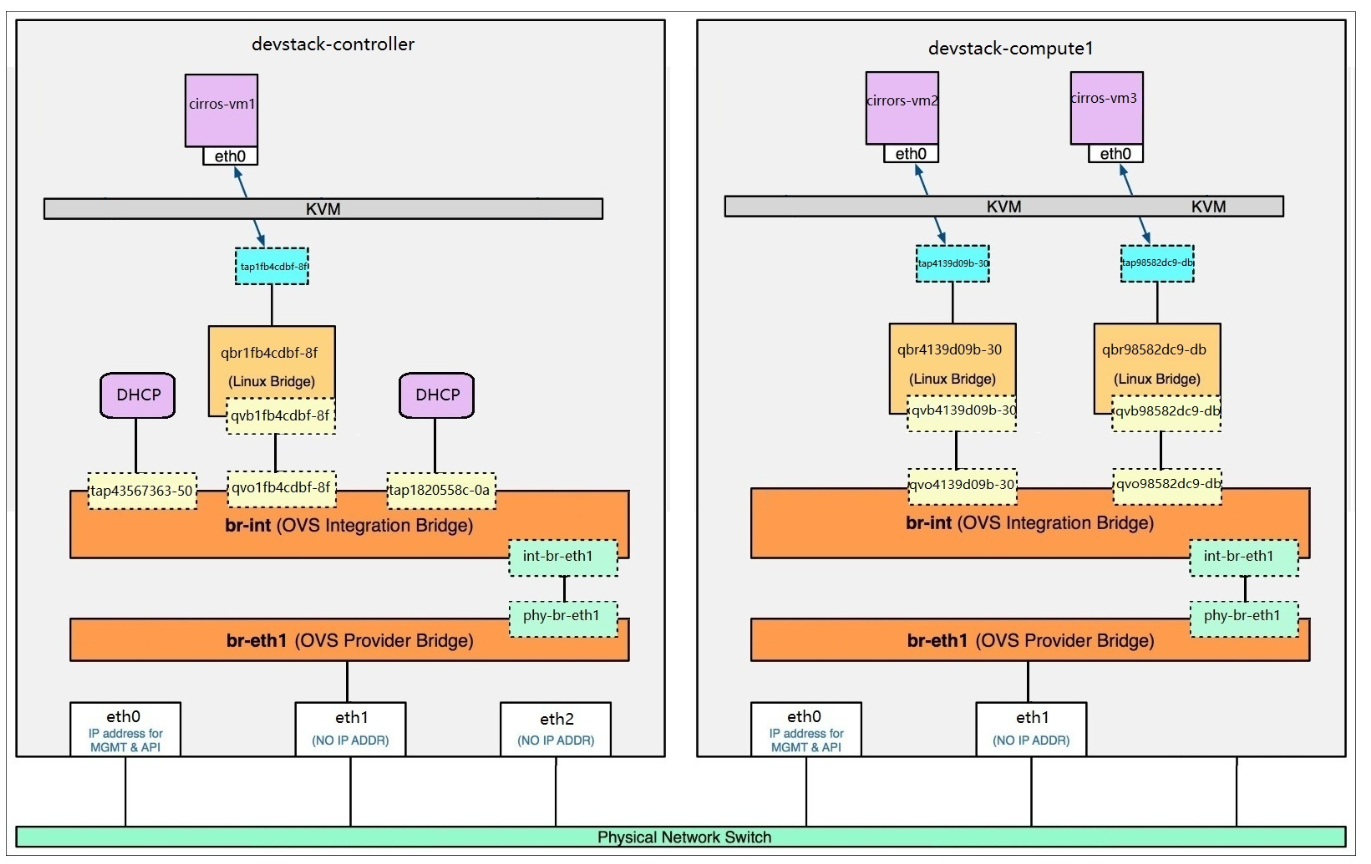 devstack-controller
cirros-vm1
eth0
KVM
tap1fb4cdbf-8f
qbr1fb4cdbf-8f
(Linux Bridge)
qvb1fb4cdbf-8f
DHCP
DHCP
tap43567363-50
qvo1fb4cdbf-8f
tap1820558c-0a
br-int (OVS Integration Bridge)
int-br-eth1
phy-br-eth1
br-eth1 (OVS Provider Bridge)
eth0
IP address for
MGMT & API
eth1
(NO IP ADDR)
eth2
(NO IP ADDR)
devstack-compute1
cirrors-vm2
eth0
cirros-vm3
eth0
KVM
KVM
tap4139d09b-30
tap98582dc9-db
qbr4139d09b-30
(Linux Bridge)
qvb4139d09b-30
qbr98582dc9-db
(Linux Bridge)
qvb98582dc9-db
qvo4139d09b-30
qvo98582dc9-db
br-int (OVS Integration Bridge)
int-br-eth1
phy-br-eth1
br-eth1 (OVS Provider Bridge)
eth0
IP address for
MGMT & API
eth1
(NO IP ADDR)
Physical Network Switch